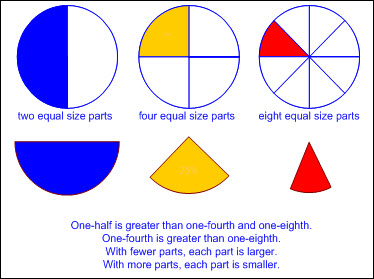 two equal size parts
four equal size parts
eight equal size parts
One-half is greater than one-fourth and one-eighth.
One-fourth is greater than one-eighth.
With fewer parts, each part is larger.
With more parts, each part is smaller.